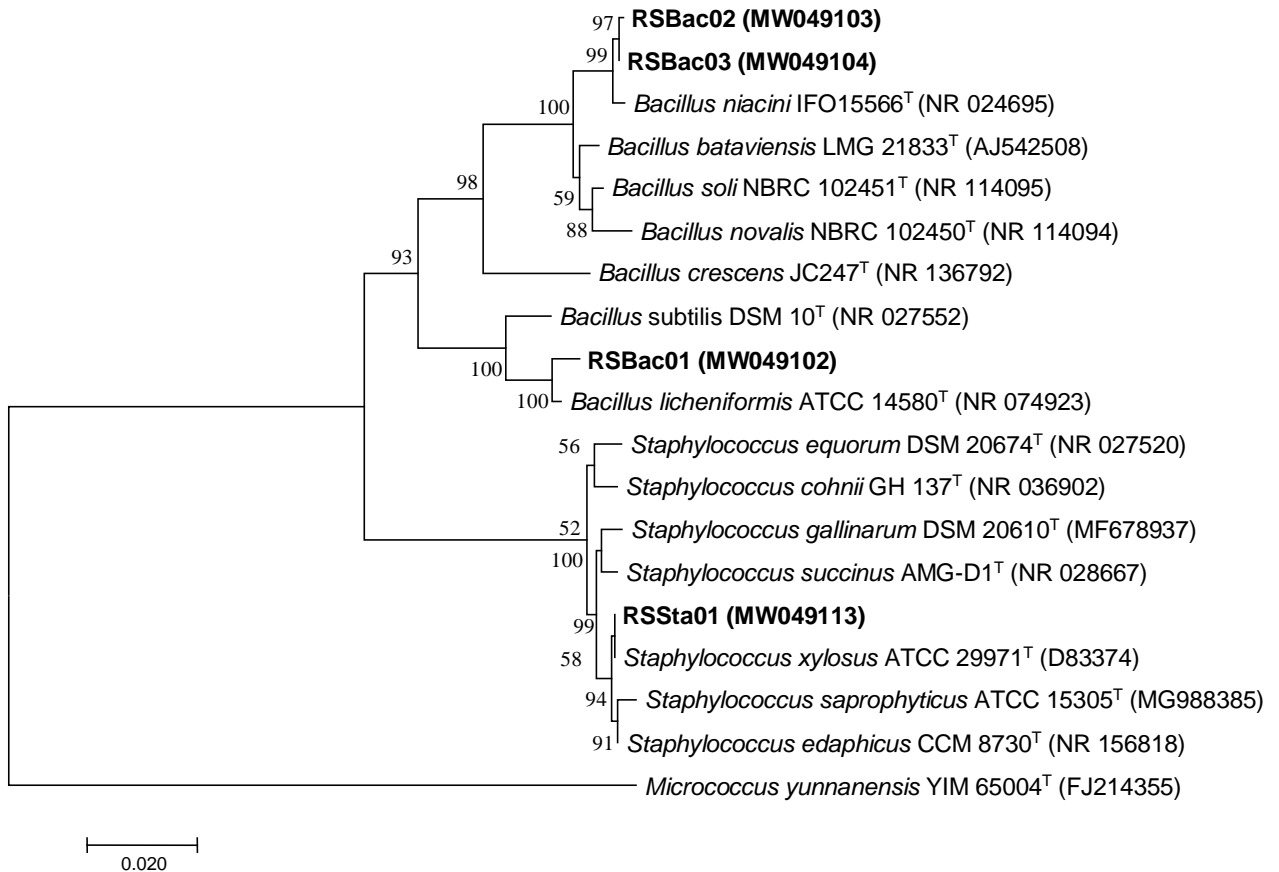 97 RSBac02 (MW049103)
RSBac03 (MW049104)
99
Bacillus niacini IFO15566T (NR 024695)
100
Bacillus bataviensis LMG 21833T (AJ542508)
98
Bacillus soli NBRC 102451T (NR 114095)
59
88 Bacillus novalis NBRC 102450T (NR 114094)
93
Bacillus crescens JC247T (NR 136792)
Bacillus subtilis DSM 10T (NR 027552)
100 RSBac01 (MW049102)
100 Bacillus licheniformis ATCC 14580T (NR 074923)
56 Staphylococcus equorum DSM 20674T (NR 027520)
Staphylococcus cohnii GH 137T (NR 036902)
52 Staphylococcus gallinarum DSM 20610T (MF678937)
100
Staphylococcus succinus AMG-D1T (NR 028667)
RSSta01 (MW049113)
99
58 Staphylococcus xylosus ATCC 29971T (D83374)
94 Staphylococcus saprophyticus ATCC 15305T (MG988385)
91 Staphylococcus edaphicus CCM 8730T (NR 156818)
Micrococcus yunnanensis YIM 65004T (FJ214355)
0.020